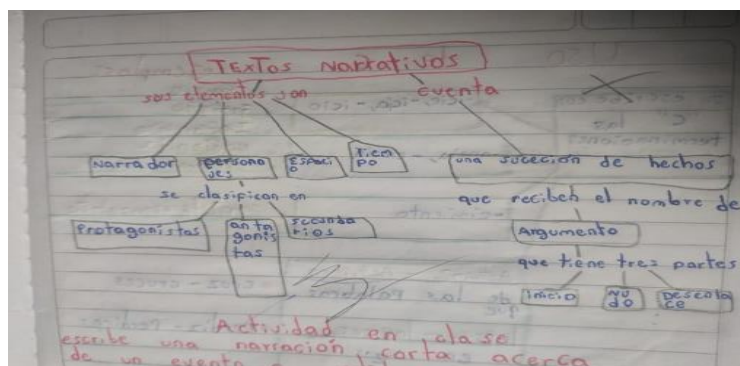 TExTos Narrativos
sus elementos son
cuenta
Narrador
persona
jes
Espaci
o
Tiem
po
una suceción de hechos
se clasifican en
que reciben el nombre de
Protagonistas
an ta
gonis
tas
secunda
rios
Argumento
que tiene tres partes
Inicio
Nu
do
Desenla
ce
Actividad en clase
escribe una narración corta acerca
de un evento